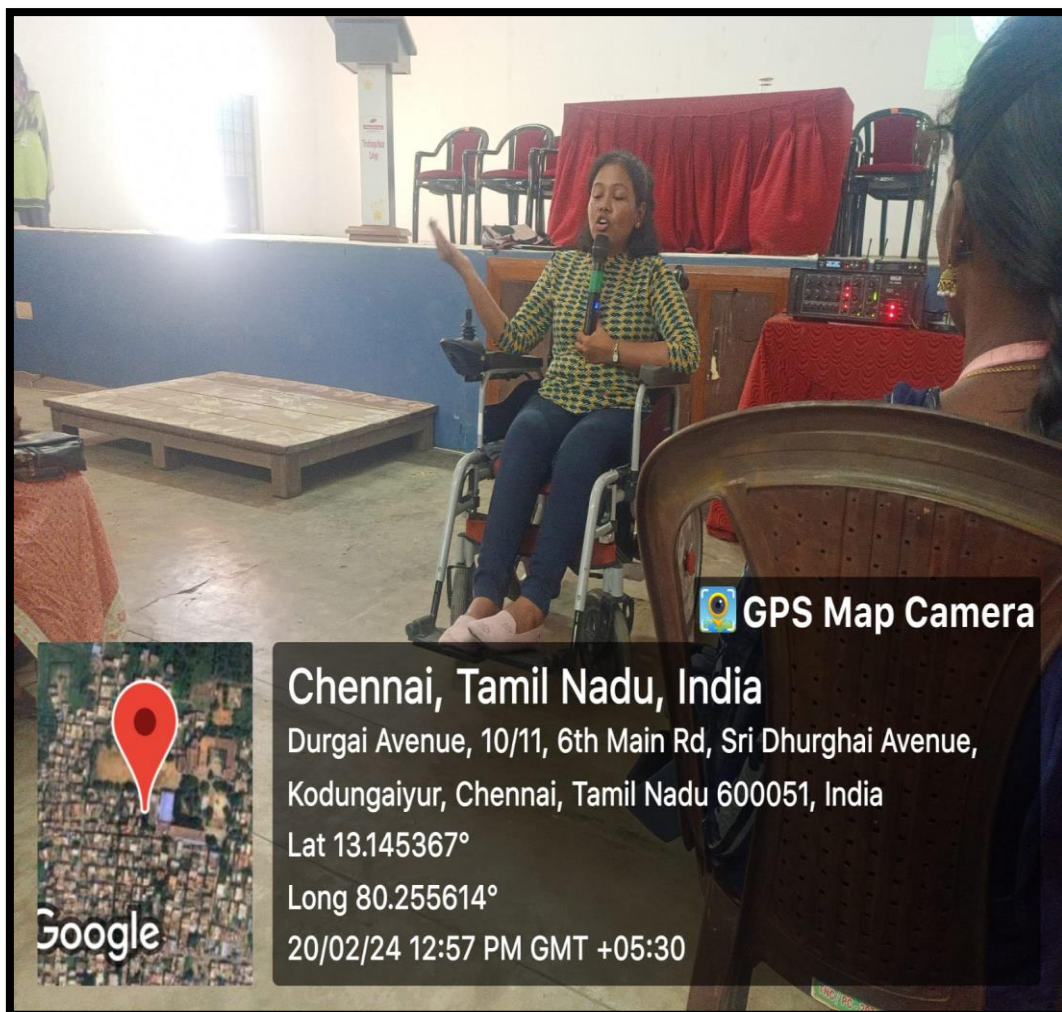 GPS Map Camera
Chennai, Tamil Nadu, India
Durgai Avenue, 10/11, 6th Main Rd, Sri Dhurghai Avenue,
Kodungaiyur, Chennai, Tamil Nadu 600051, India
Lat 13.145367°
Long 80.255614°
20/02/24 12:57 PM GMT +05:30
Google